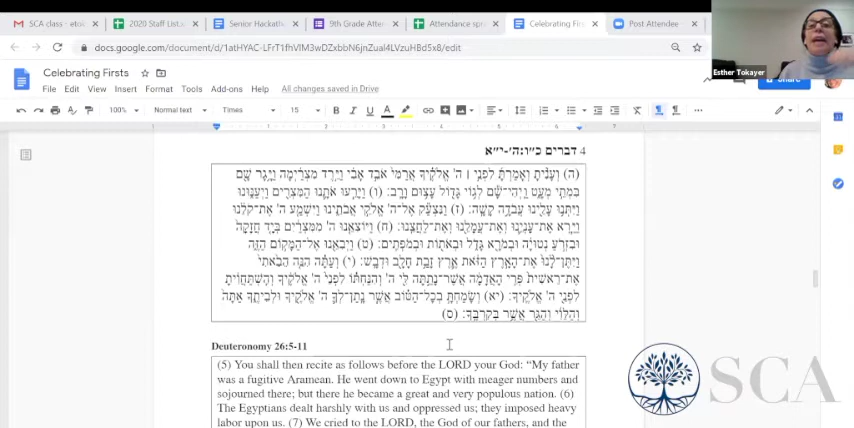 SCA class - etok
2020 Staff List.x
Senior Hackatho
9th Grade Atter
Attendance spre
Celebrating Firsts
Post Attendee
docs.google.com/document/d/1atHYAC-LFrT1fhVlM3wDZxbbN6jnZual4LVzuHBd5x8/edit
Esther Tokayer
Celebrating Firsts
File Edit View Insert Format Tools Add-ons Help All changes saved in Drive
Share
100% Normal text Times 15 B I U A
4 דברים כ"ו:ה'-י"א
(ה) וְעָנִיתָ וְאָמַרְתָּ לִפְנֵי ׀ ה' אֱלֹקֶיךָ אֲרַמִּי אֹבֵד אָבִי וַיֵּרֶד מִצְרַיְמָה וַיָּגָר שָׁם
בִּמְתֵי מְעָט וַיְהִי־שָׁם לְגוֹי גָּדוֹל עָצוּם וָרָב׃ (ו) וַיָּרֵעוּ אֹתָנוּ הַמִּצְרִים וַיְעַנּוּנוּ
וַיִּתְּנוּ עָלֵינוּ עֲבֹדָה קָשָׁה׃ (ז) וַנִּצְעַק אֶל־ה' אֱלֹקֵי אֲבֹתֵינוּ וַיִּשְׁמַע ה' אֶת־קֹלֵנוּ
וַיַּרְא אֶת־עָנְיֵנוּ וְאֶת־עֲמָלֵנוּ וְאֶת־לַחֲצֵנוּ׃ (ח) וַיּוֹצִאֵנוּ ה' מִמִּצְרַיִם בְּיָד חֲזָקָה
וּבִזְרֹעַ נְטוּיָה וּבְמֹרָא גָּדֹל וּבְאֹתוֹת וּבְמֹפְתִים׃ (ט) וַיְבִאֵנוּ אֶל־הַמָּקוֹם הַזֶּה
וַיִּתֶּן־לָנוּ אֶת־הָאָרֶץ הַזֹּאת אֶרֶץ זָבַת חָלָב וּדְבָשׁ׃ (י) וְעַתָּה הִנֵּה הֵבֵאתִי
אֶת־רֵאשִׁית פְּרִי הָאֲדָמָה אֲשֶׁר־נָתַתָּה לִּי ה' וְהִנַּחְתּוֹ לִפְנֵי ה' אֱלֹקֶיךָ וְהִשְׁתַּחֲוִיתָ
לִפְנֵי ה' אֱלֹקֶיךָ׃ (יא) וְשָׂמַחְתָּ בְכָל־הַטּוֹב אֲשֶׁר נָתַן־לְךָ ה' אֱלֹקֶיךָ וּלְבֵיתֶךָ אַתָּה
וְהַלֵּוִי וְהַגֵּר אֲשֶׁר בְּקִרְבֶּךָ׃ (ס)
Deuteronomy 26:5-11
(5) You shall then recite as follows before the LORD your God: “My father
was a fugitive Aramean. He went down to Egypt with meager numbers and
sojourned there; but there he became a great and very populous nation. (6)
The Egyptians dealt harshly with us and oppressed us; they imposed heavy
labor upon us. (7) We cried to the LORD, the God of our fathers, and the
SCA